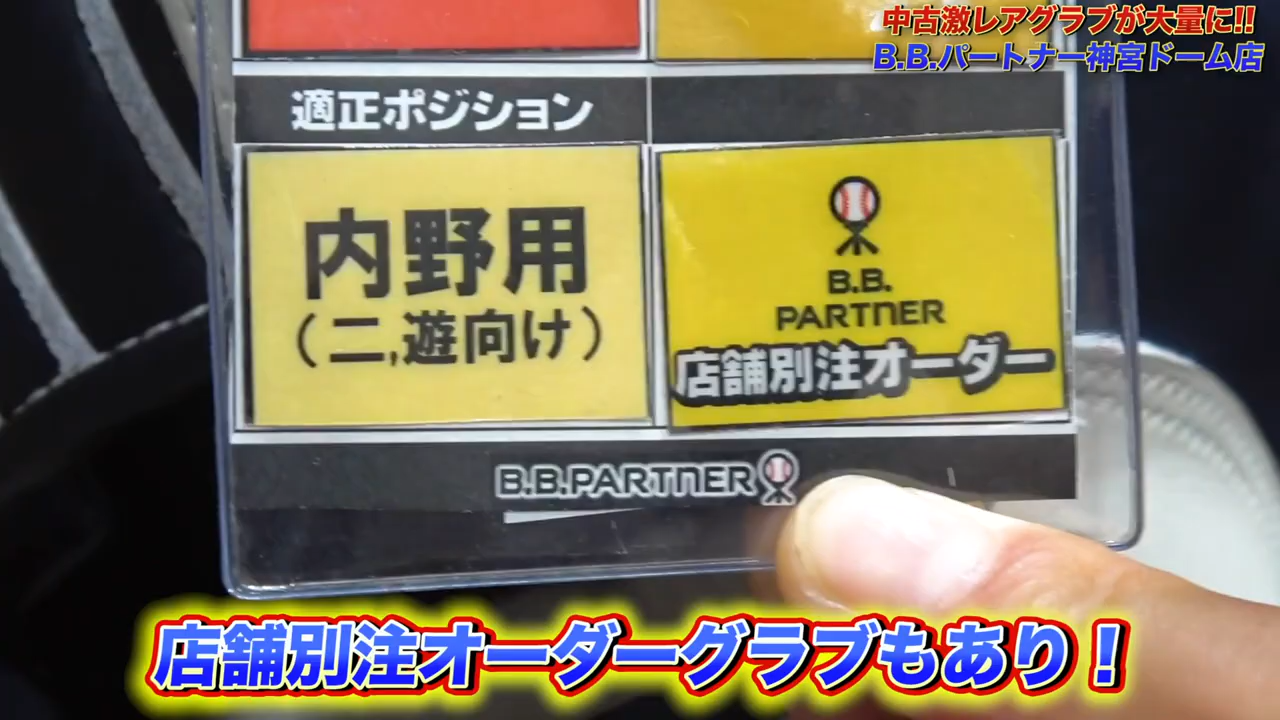 中古激レアグラブが大量に!!
B.B.パートナー神宮ドーム店
適正ポジション
内野用
(二,遊向け)
B.B.
PARTNER
店舗別注オーダー
B.B.PARTNER
店舗別注オーダーグラブもあり!